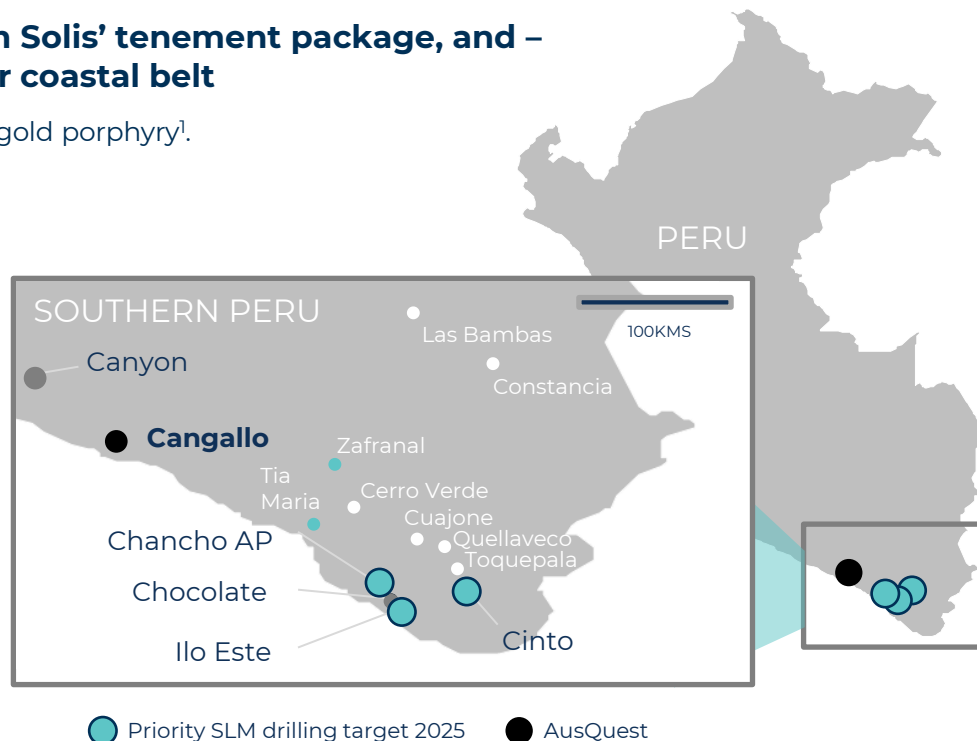 n Solis’ tenement package, and –
r coastal belt
gold porphyry¹.
PERU
SOUTHERN PERU
100KMS
Las Bambas
Canyon
Constancia
Cangallo
Zafranal
Tia
Maria
Cerro Verde
Cuajone
Quellaveco
Chancho AP
Toquepala
Chocolate
Cinto
Ilo Este
Priority SLM drilling target 2025
AusQuest